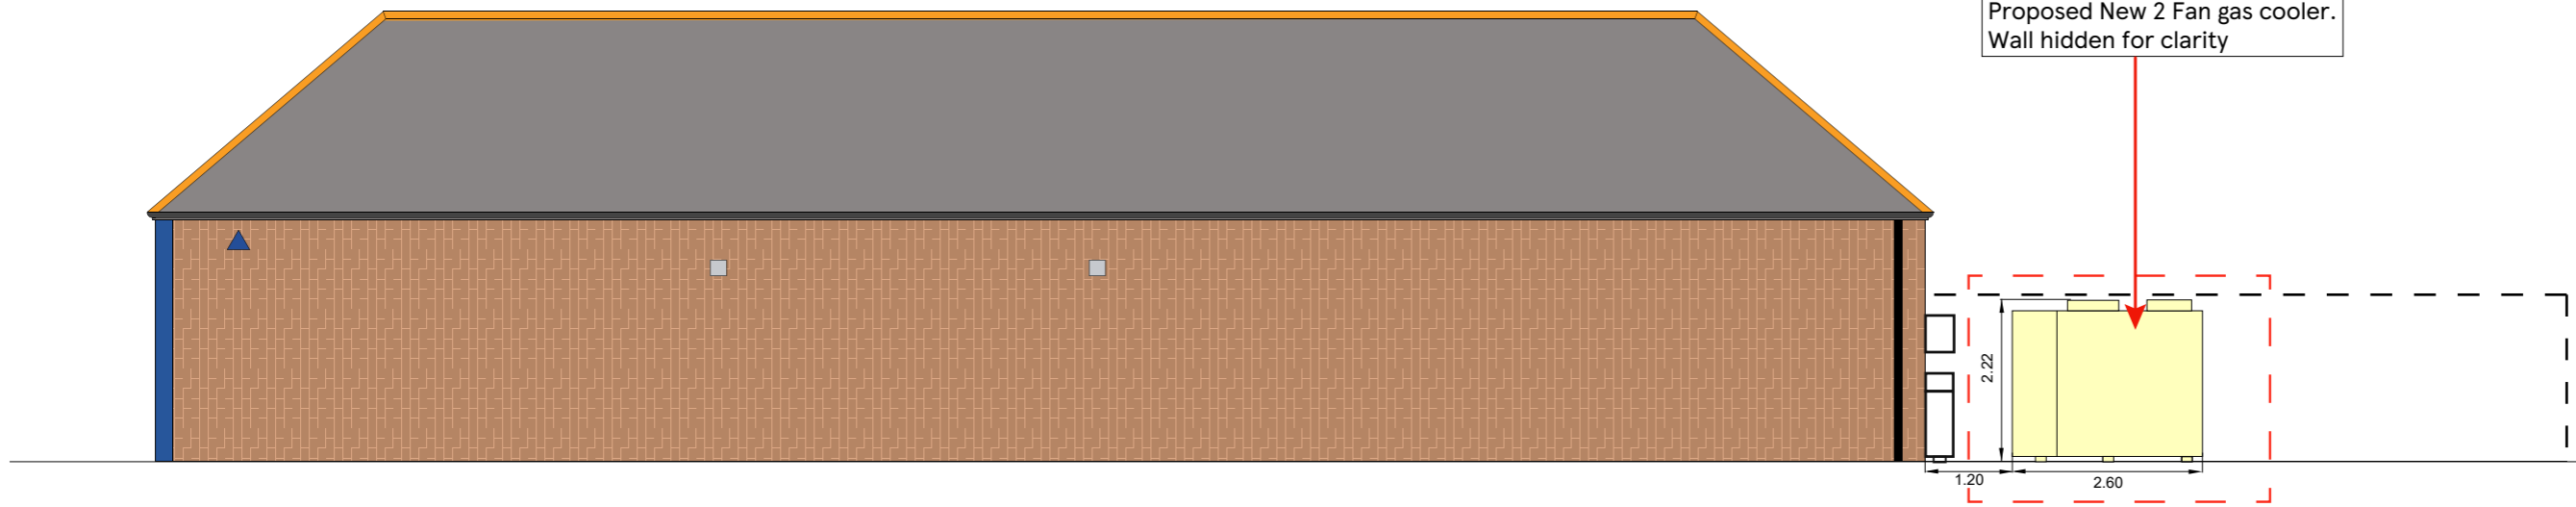 Proposed New 2 Fan gas cooler.
Wall hidden for clarity
2.22
1.20
2.60